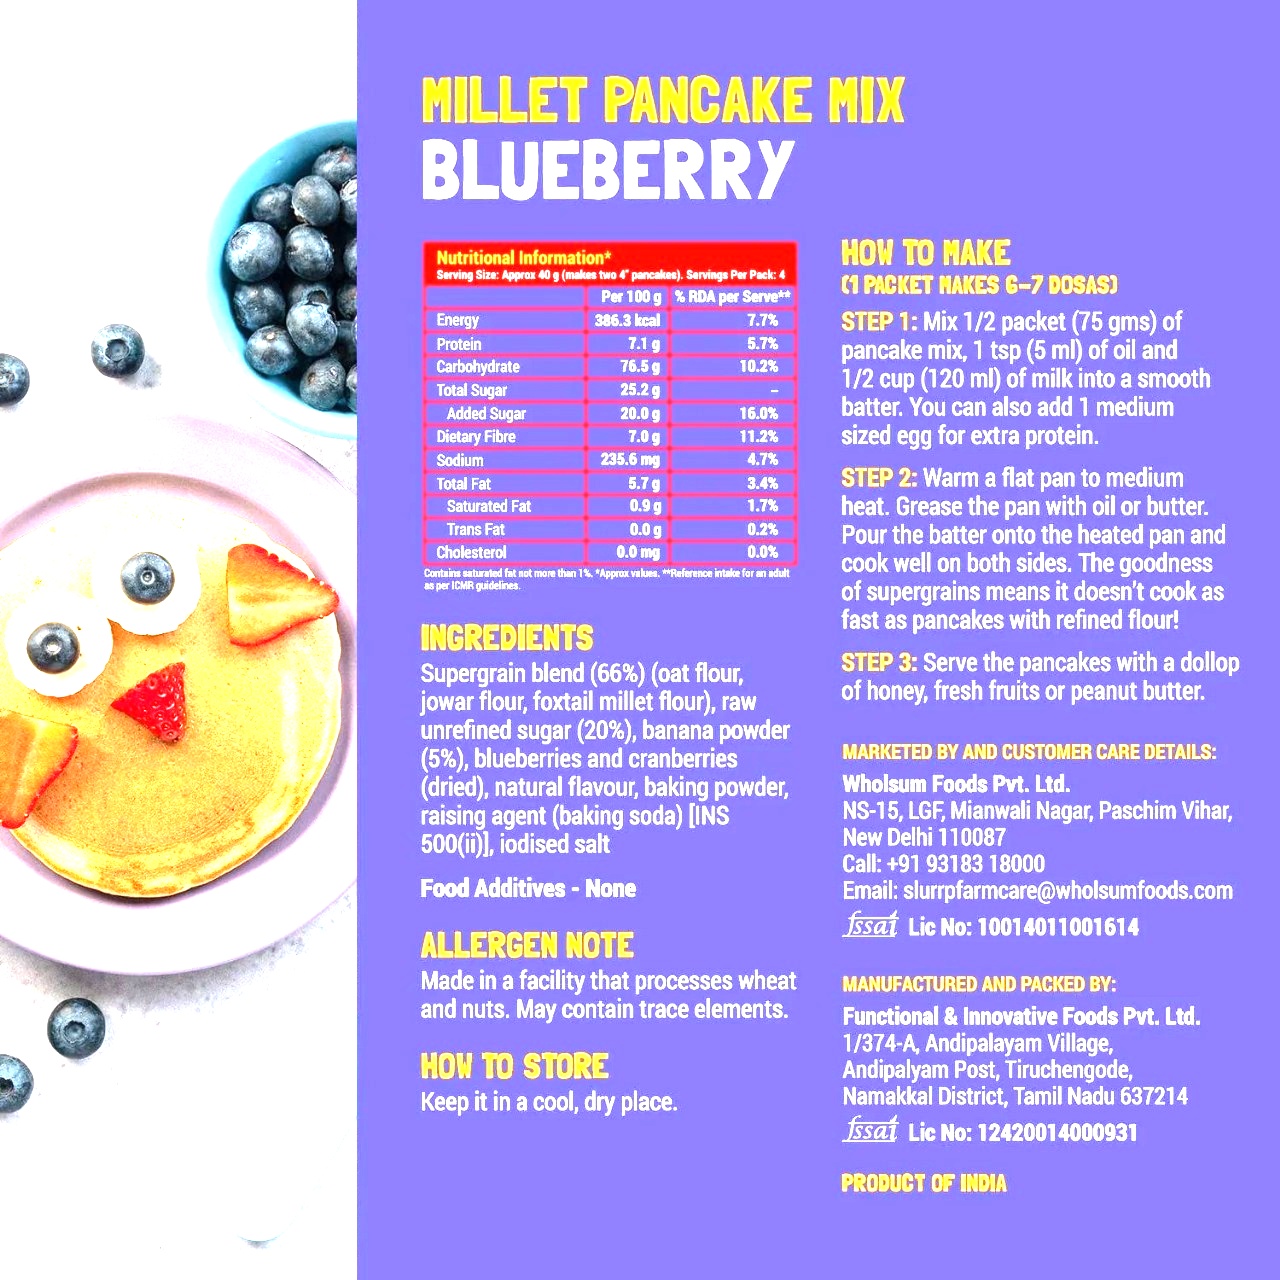 MILLET PANCAKE MIX
BLUEBERRY
Nutritional Information*
Serving Size: Approx 40 g (makes two 4" pancakes). Servings Per Pack: 4
Per 100 g % RDA per Serve**
Energy 386.3 kcal 7.7%
Protein 7.1 g 5.7%
Carbohydrate 76.5 g 10.2%
Total Sugar 25.2 g –
Added Sugar 20.0 g 16.0%
Dietary Fibre 7.0 g 11.2%
Sodium 235.6 mg 4.7%
Total Fat 5.7 g 3.4%
Saturated Fat 0.9 g 1.7%
Trans Fat 0.0 g 0.2%
Cholesterol 0.0 mg 0.0%
Contains saturated fat not more than 1%. *Approx values. **Reference intake for an adult
as per ICMR guidelines.
INGREDIENTS
Supergrain blend (66%) (oat flour,
jowar flour, foxtail millet flour), raw
unrefined sugar (20%), banana powder
(5%), blueberries and cranberries
(dried), natural flavour, baking powder,
raising agent (baking soda) [INS
500(ii)], iodised salt
Food Additives - None
ALLERGEN NOTE
Made in a facility that processes wheat
and nuts. May contain trace elements.
HOW TO STORE
Keep it in a cool, dry place.
HOW TO MAKE
(1 PACKET MAKES 6-7 DOSAS)
STEP 1: Mix 1/2 packet (75 gms) of
pancake mix, 1 tsp (5 ml) of oil and
1/2 cup (120 ml) of milk into a smooth
batter. You can also add 1 medium
sized egg for extra protein.
STEP 2: Warm a flat pan to medium
heat. Grease the pan with oil or butter.
Pour the batter onto the heated pan and
cook well on both sides. The goodness
of supergrains means it doesn't cook as
fast as pancakes with refined flour!
STEP 3: Serve the pancakes with a dollop
of honey, fresh fruits or peanut butter.
MARKETED BY AND CUSTOMER CARE DETAILS:
Wholsum Foods Pvt. Ltd.
NS-15, LGF, Mianwali Nagar, Paschim Vihar,
New Delhi 110087
Call: +91 93183 18000
Email: slurrpfarmcare@wholsumfoods.com
fssai Lic No: 10014011001614
MANUFACTURED AND PACKED BY:
Functional & Innovative Foods Pvt. Ltd.
1/374-A, Andipalayam Village,
Andipalyam Post, Tiruchengode,
Namakkal District, Tamil Nadu 637214
fssai Lic No: 12420014000931
PRODUCT OF INDIA